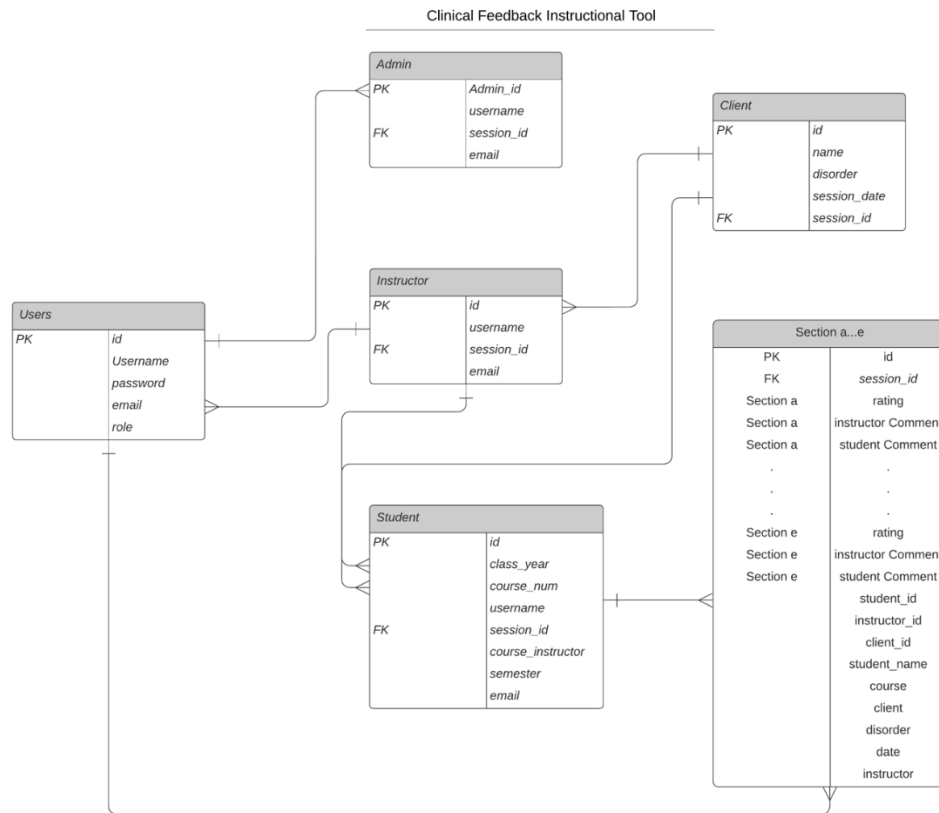 Clinical Feedback Instructional Tool
Admin
PK Admin_id
username
FK session_id
email
Client
PK id
name
disorder
session_date
FK session_id
Instructor
PK id
username
FK session_id
email
Users
PK id
Username
password
email
role
Section a...e
PK id
FK session_id
Section a rating
Section a instructor Comment
Section a student Comment
. .
. .
. .
Section e rating
Section e instructor Comment
Section e student Comment
student_id
instructor_id
client_id
student_name
course
client
disorder
date
instructor
Student
PK id
class_year
course_num
username
FK session_id
course_instructor
semester
email